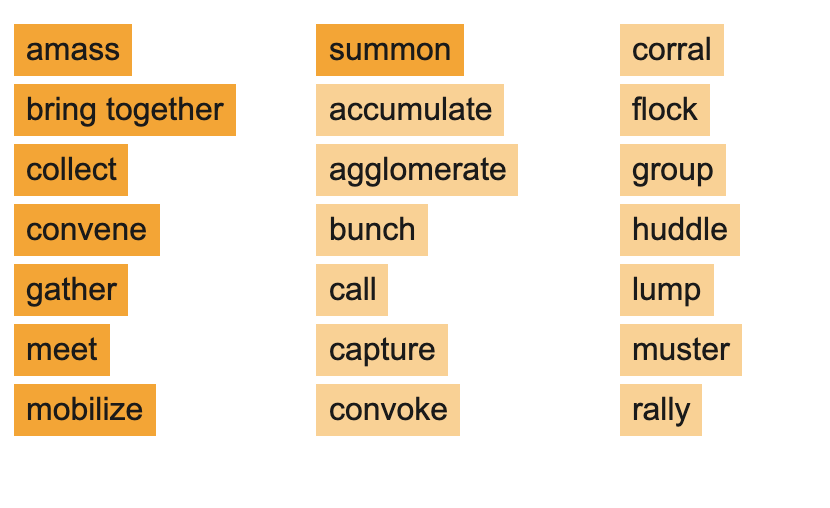 amass
bring together
collect
convene
gather
meet
mobilize
summon
accumulate
agglomerate
bunch
call
capture
convoke
corral
flock
group
huddle
lump
muster
rally